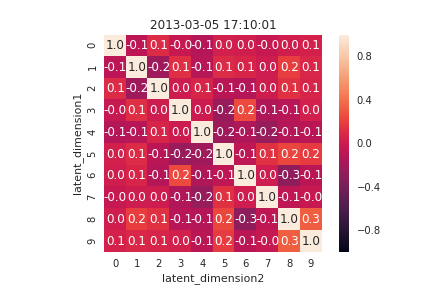 2013-03-05 17:10:01
0 1.0 -0.1 0.1 -0.0 -0.1 0.0 0.0 -0.0 0.0 0.1
1 -0.1 1.0 -0.2 0.1 -0.1 0.1 0.1 0.0 0.2 0.1
2 0.1 -0.2 1.0 0.0 0.1 -0.1 -0.1 0.0 0.1 0.1
3 -0.0 0.1 0.0 1.0 0.0 -0.2 0.2 -0.1 -0.1 0.0
4 -0.1 -0.1 0.1 0.0 1.0 -0.2 -0.1 -0.2 -0.1 -0.1
5 0.0 0.1 -0.1 -0.2 -0.2 1.0 -0.1 0.1 0.2 0.2
6 0.0 0.1 -0.1 0.2 -0.1 -0.1 1.0 0.0 -0.3 -0.1
7 -0.0 0.0 0.0 -0.1 -0.2 0.1 0.0 1.0 -0.1 -0.0
8 0.0 0.2 0.1 -0.1 -0.1 0.2 -0.3 -0.1 1.0 0.3
9 0.1 0.1 0.1 0.0 -0.1 0.2 -0.1 -0.0 0.3 1.0
0 1 2 3 4 5 6 7 8 9
latent_dimension2
latent_dimension1
0.8
0.4
0.0
-0.4
-0.8